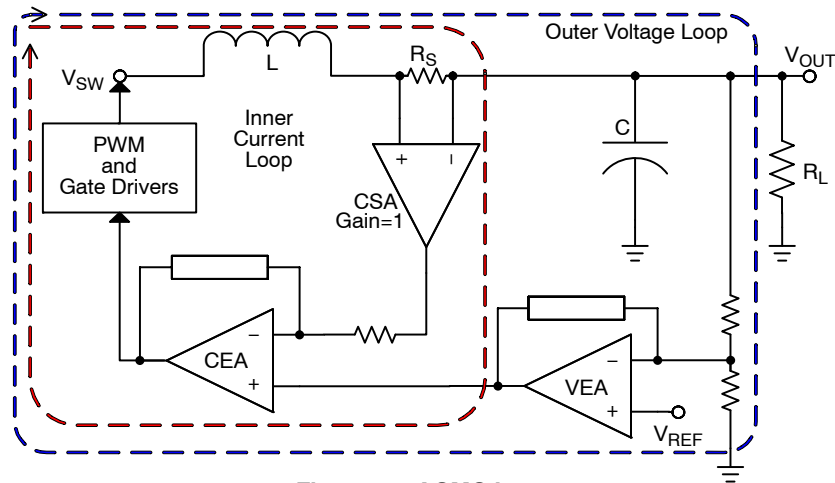 Outer Voltage Loop
VOUT
RS
L
VSW
Inner
Current
Loop
PWM
and
Gate Drivers
+
–
C
RL
CSA
Gain=1
–
CEA
+
–
VEA
+
VREF